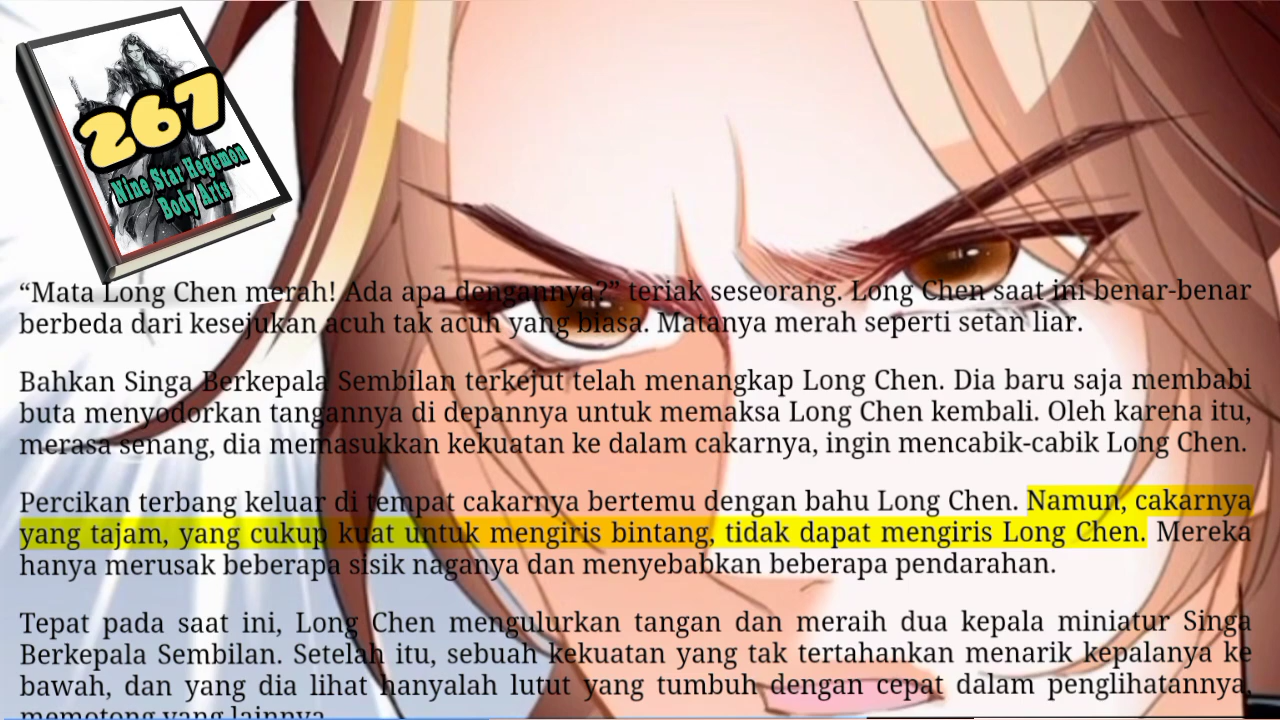 267
Nine Star Hegemon
Body Arts
“Mata Long Chen merah! Ada apa dengannya?” teriak seseorang. Long Chen saat ini benar-benar
berbeda dari kesejukan acuh tak acuh yang biasa. Matanya merah seperti setan liar.
Bahkan Singa Berkepala Sembilan terkejut telah menangkap Long Chen. Dia baru saja membabi
buta menyodorkan tangannya di depannya untuk memaksa Long Chen kembali. Oleh karena itu,
merasa senang, dia memasukkan kekuatan ke dalam cakarnya, ingin mencabik-cabik Long Chen.
Percikan terbang keluar di tempat cakarnya bertemu dengan bahu Long Chen. Namun, cakarnya
yang tajam, yang cukup kuat untuk mengiris bintang, tidak dapat mengiris Long Chen. Mereka
hanya merusak beberapa sisik naganya dan menyebabkan beberapa pendarahan.
Tepat pada saat ini, Long Chen mengulurkan tangan dan meraih dua kepala miniatur Singa
Berkepala Sembilan. Setelah itu, sebuah kekuatan yang tak tertahankan menarik kepalanya ke
bawah, dan yang dia lihat hanyalah lutut yang tumbuh dengan cepat dalam penglihatannya,
memotong yang lainnya.